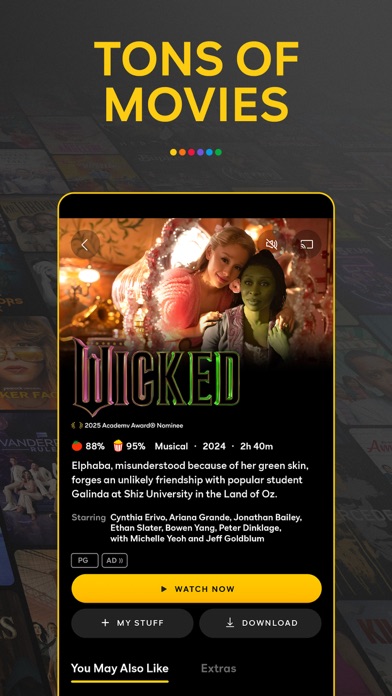 TONS OF
MOVIES
WICKED
2025 Academy Award® Nominee
88% 95% Musical · 2024 · 2h 40m
Elphaba, misunderstood because of her green skin,
forges an unlikely friendship with popular student
Galinda at Shiz University in the Land of Oz.
Starring Cynthia Erivo, Ariana Grande, Jonathan Bailey,
Ethan Slater, Bowen Yang, Peter Dinklage,
with Michelle Yeoh and Jeff Goldblum
PG AD))
WATCH NOW
+ MY STUFF DOWNLOAD
You May Also Like Extras
VANDERPUMP
RULES